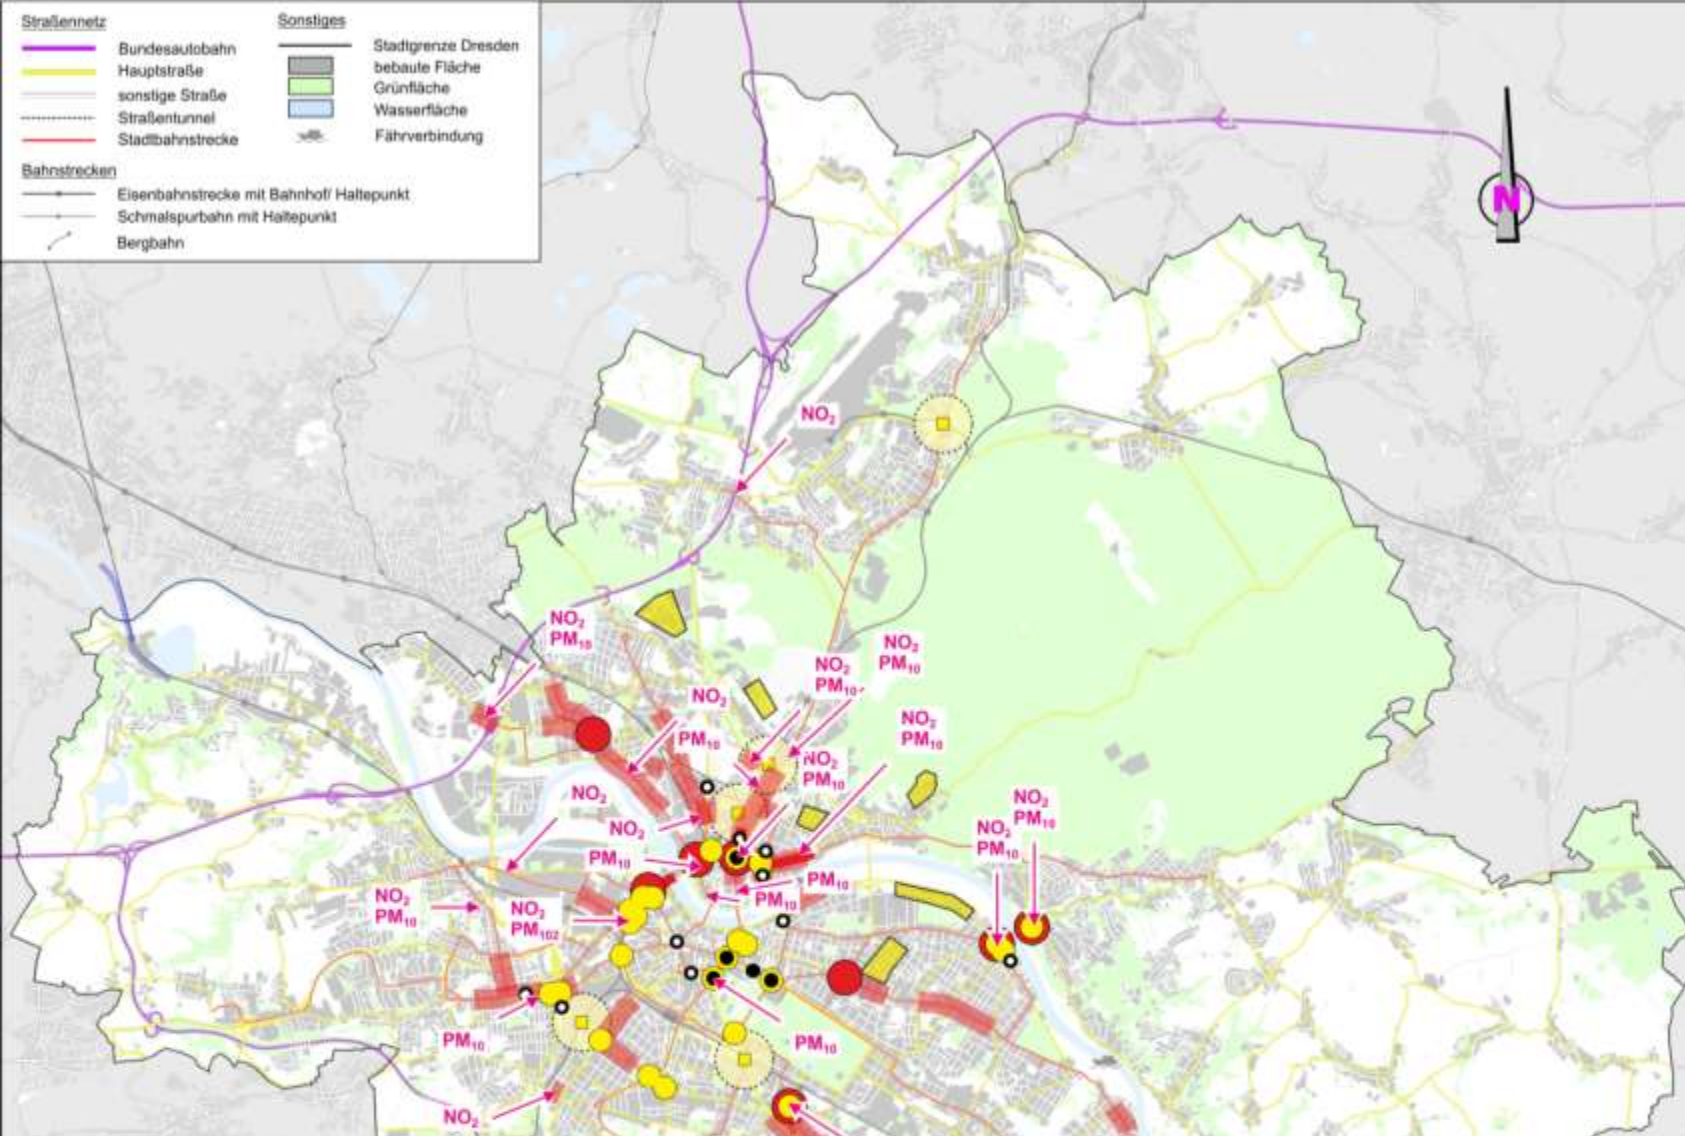 Straßennetz
Bundesautobahn
Hauptstraße
sonstige Straße
Straßentunnel
Stadtbahnstrecke
Sonstiges
Stadtgrenze Dresden
bebaute Fläche
Grünfläche
Wasserfläche
Fährverbindung
Bahnstrecken
Eisenbahnstrecke mit Bahnhof/ Haltepunkt
Schmalspurbahn mit Haltepunkt
Bergbahn
N
NO₂
NO₂
PM₁₀
NO₂
PM₁₀
NO₂
PM₁₀
NO₂
PM₁₀
NO₂
PM₁₀
NO₂
PM₁₀
NO₂
NO₂
PM₁₀
NO₂
PM₁₀
NO₂
PM₁₀
PM₁₀
PM₁₀
NO₂
PM₁₀
NO₂
PM₁₀₂
PM₁₀
PM₁₀
NO₂